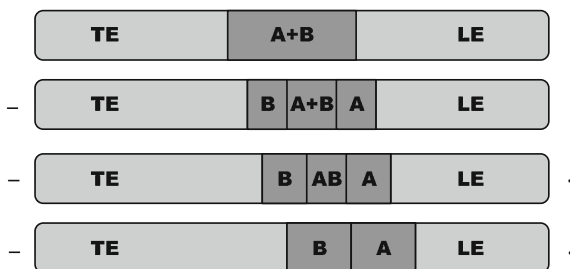 TE A+B LE
– TE B A+B A LE
– TE B AB A LE
– TE B A LE